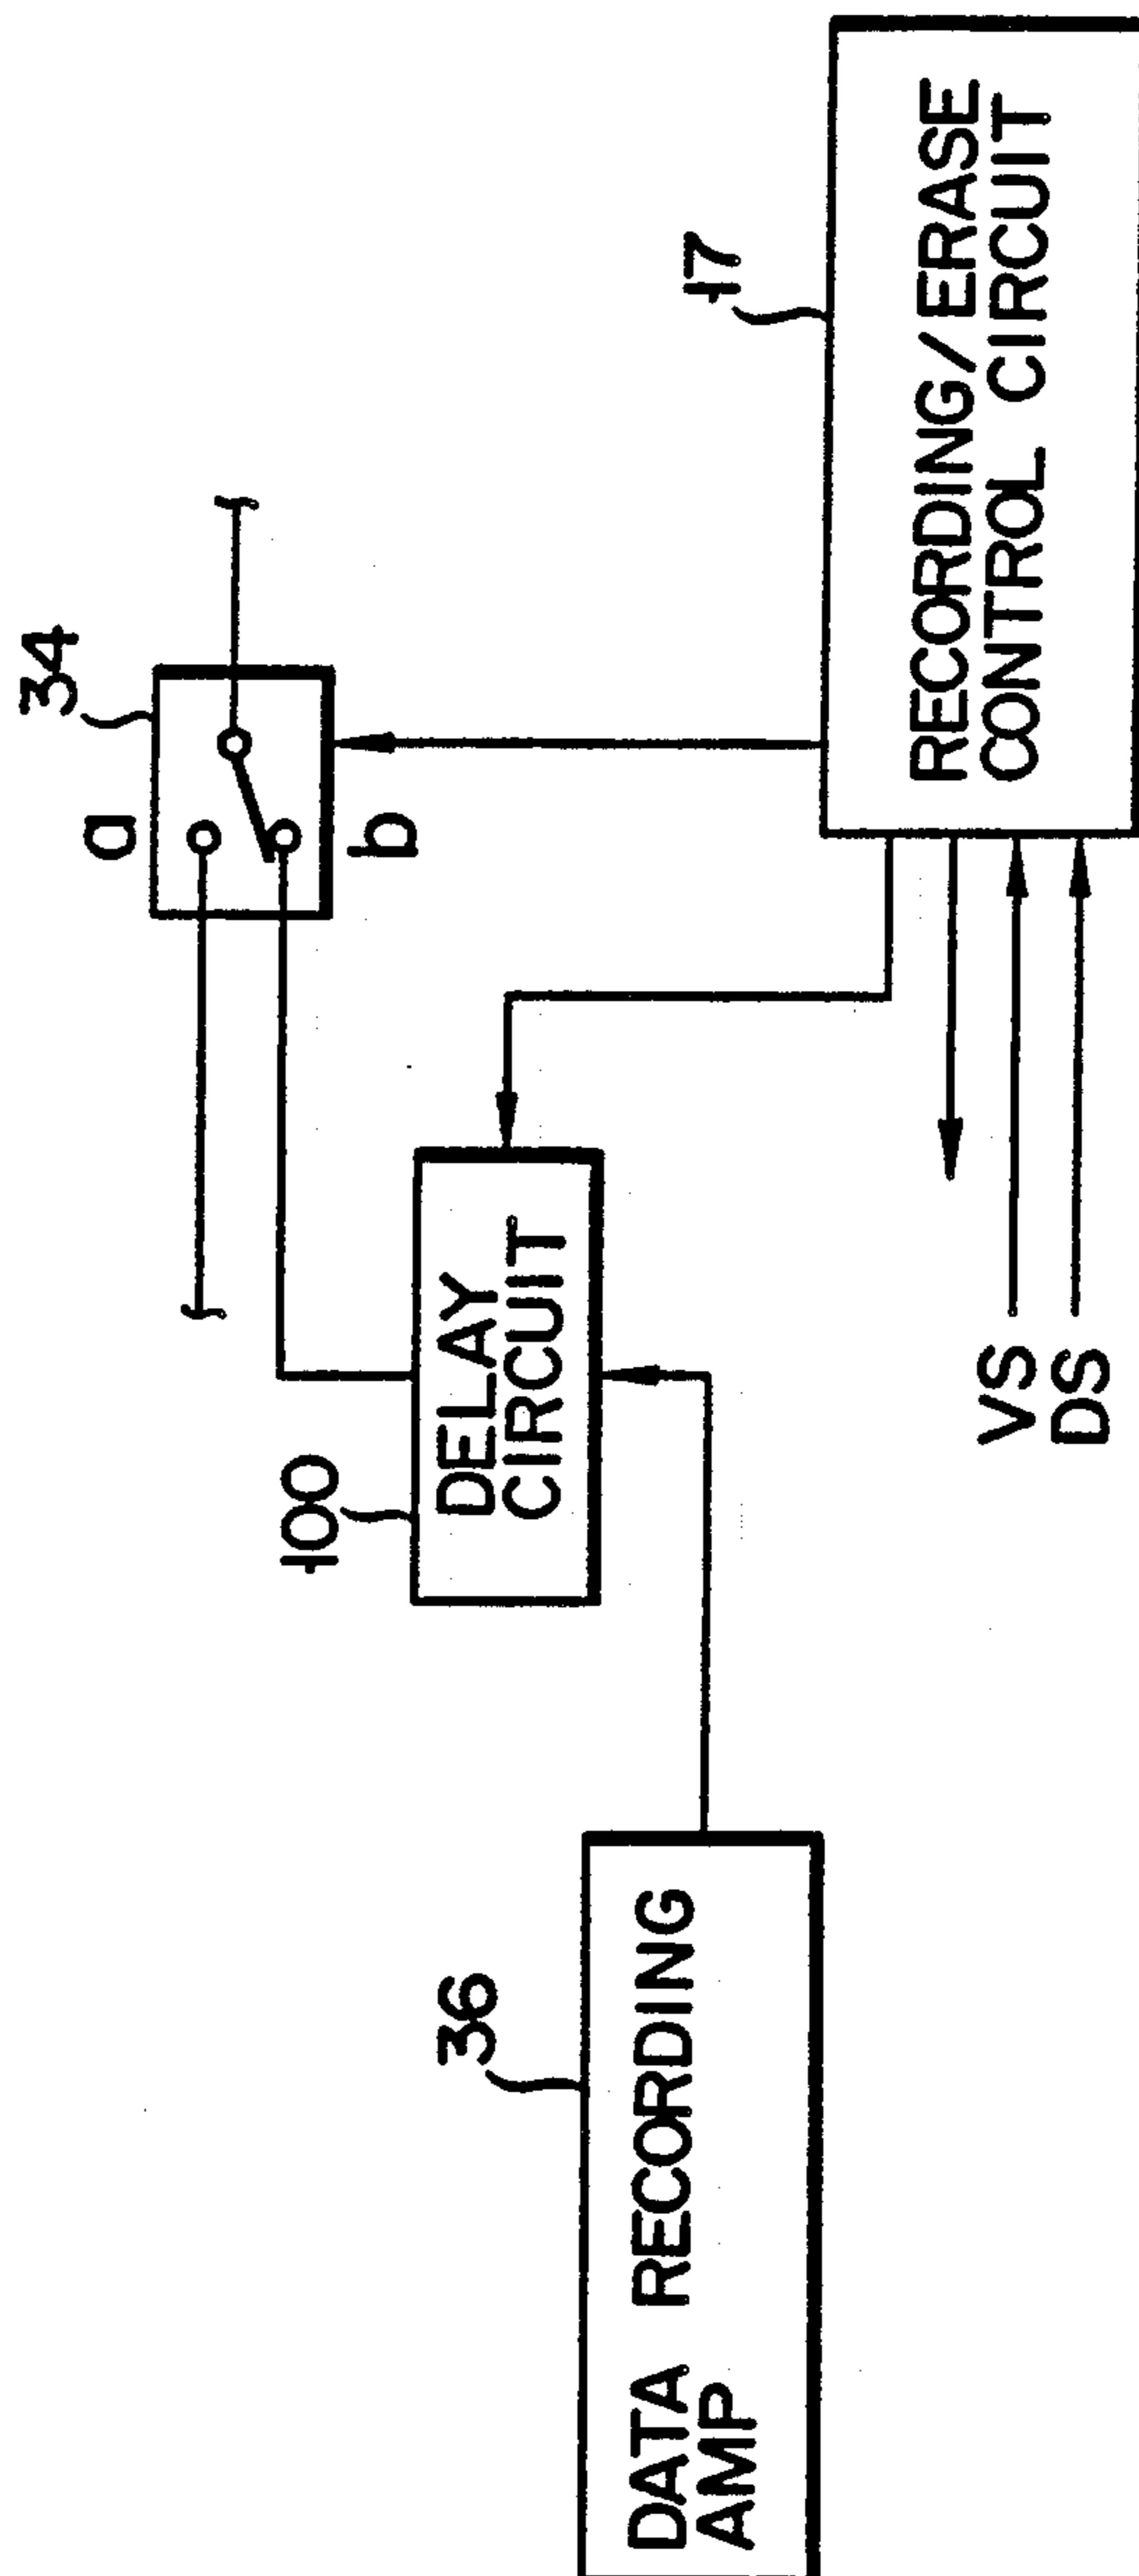 34
a
b
17
RECORDING/ERASE
CONTROL CIRCUIT
100
DELAY
CIRCUIT
VS
DS
36
DATA RECORDING
AMP